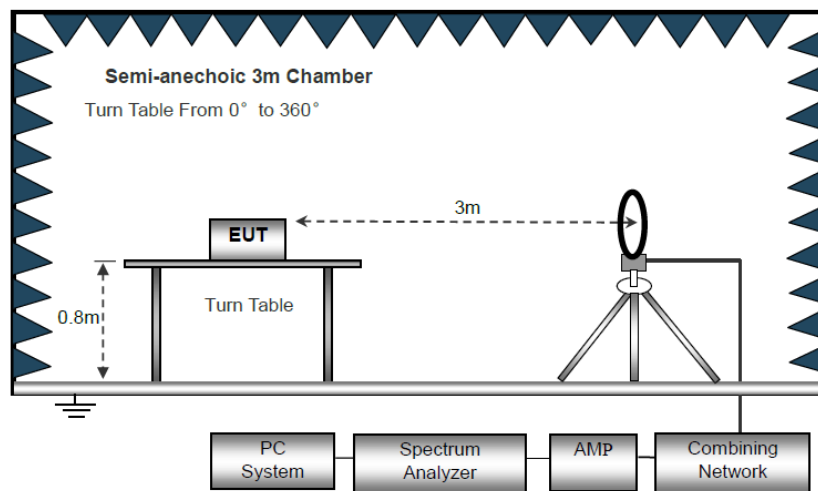 Semi-anechoic 3m Chamber
Turn Table From 0° to 360°
3m
EUT
Turn Table
0.8m
PC
System
Spectrum
Analyzer
AMP
Combining
Network